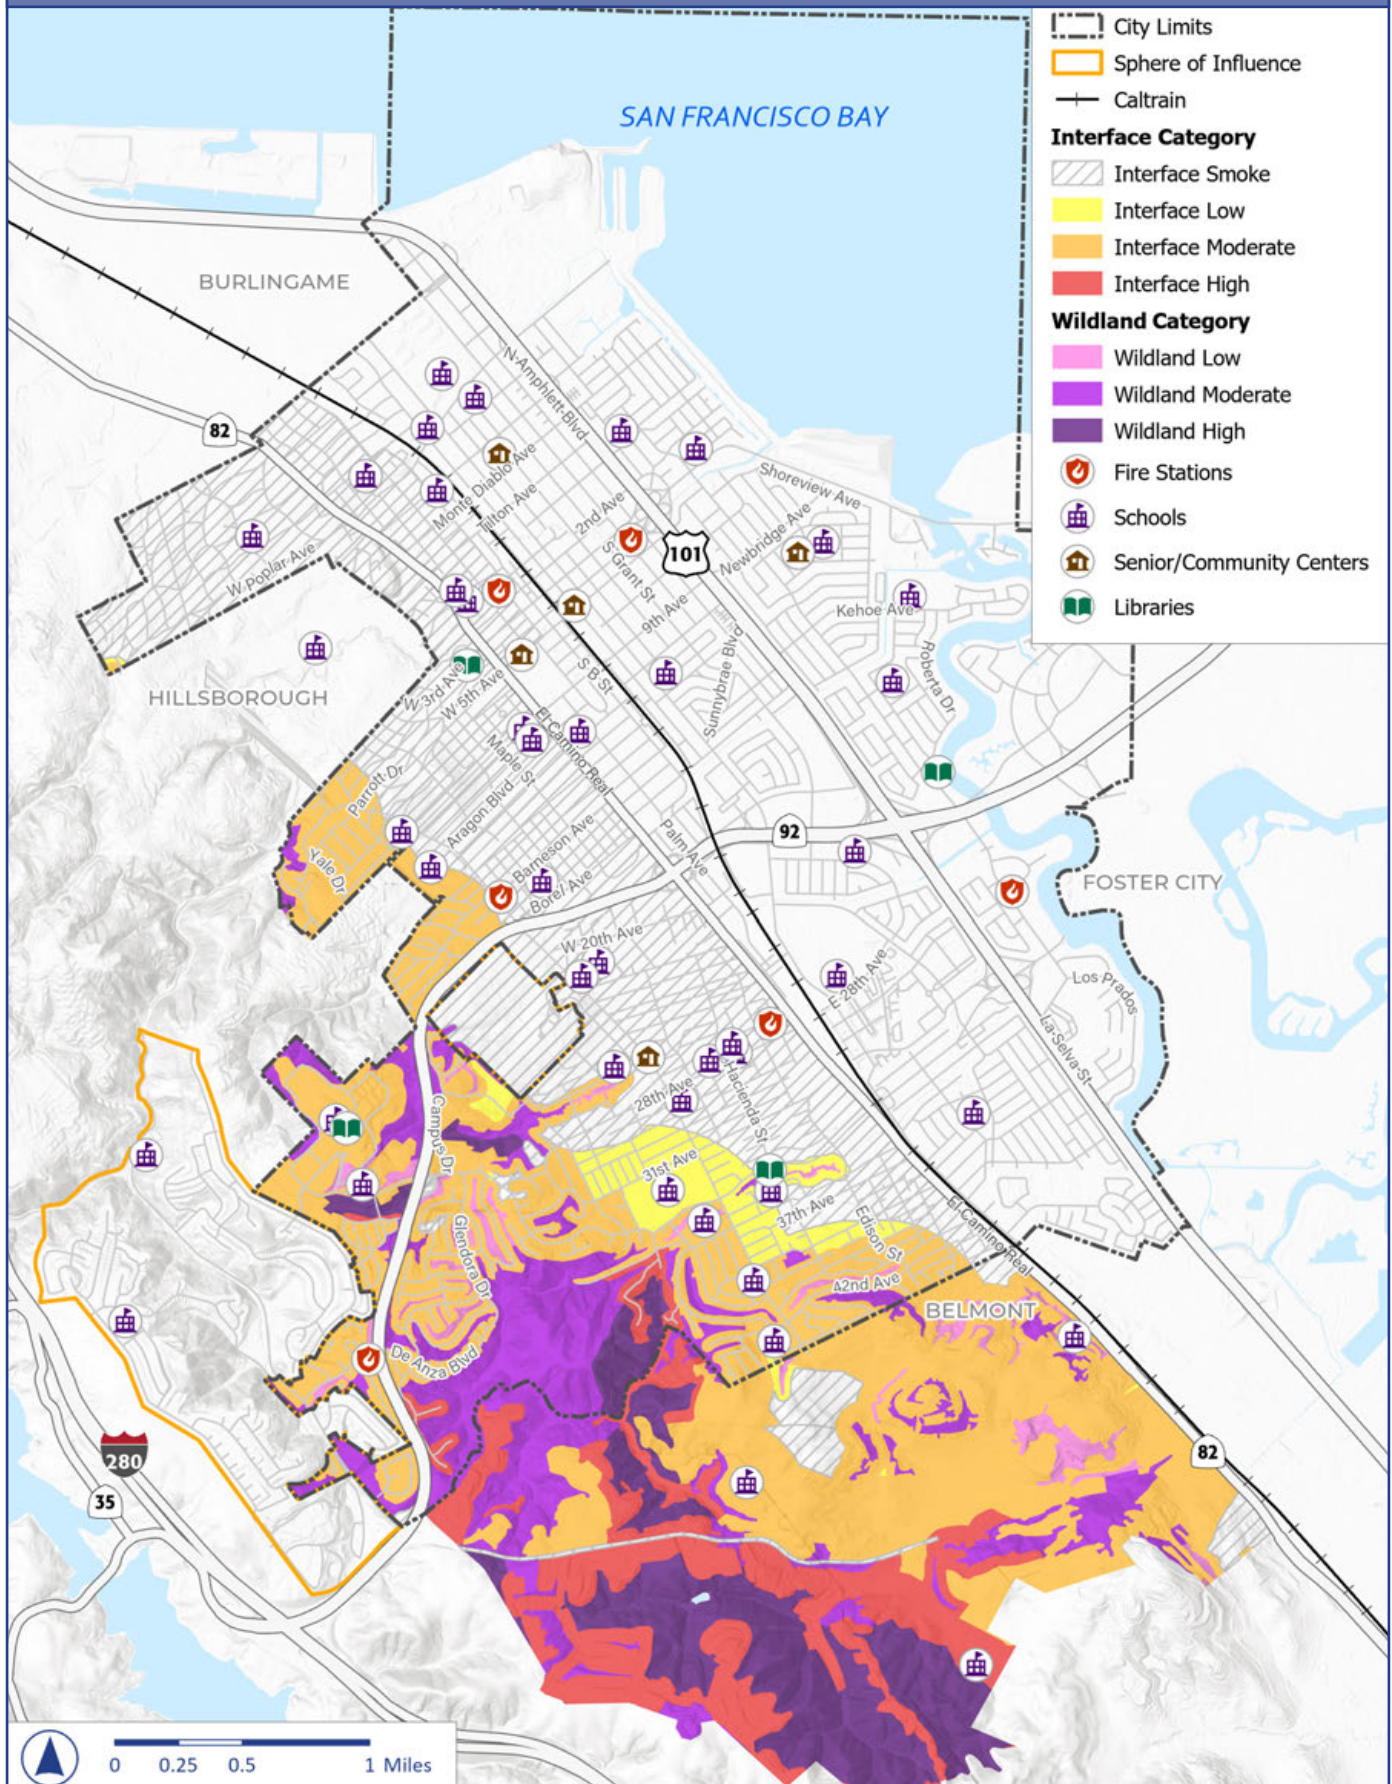 City Limits
Sphere of Influence
Caltrain
Interface Category
Interface Smoke
Interface Low
Interface Moderate
Interface High
Wildland Category
Wildland Low
Wildland Moderate
Wildland High
Fire Stations
Schools
Senior/Community Centers
Libraries
SAN FRANCISCO BAY
BURLINGAME
N Amphlett Blvd
82
Monte Diablo Ave
Tilton Ave
2nd Ave
Shoreview Ave
Newbridge Ave
101
S Grant St
9th Ave
W Poplar Ave
Kehoe Ave
Roberta Dr
Sunnybrae Blvd
S B St
HILLSBOROUGH
W 3rd Ave
W 5th Ave
El Camino Real
Maple St
Parrott Dr
Aragon Blvd
Yale Dr
Barneson Ave
Borel Ave
Palm Ave
92
FOSTER CITY
W 20th Ave
E 28th Ave
Los Prados
La Selva St
28th Ave
Hacienda St
Campus Dr
31st Ave
37th Ave
Edison St
El Camino Real
Glendora Dr
42nd Ave
BELMONT
De Anza Blvd
280
35
82
0
0.25
0.5
1 Miles